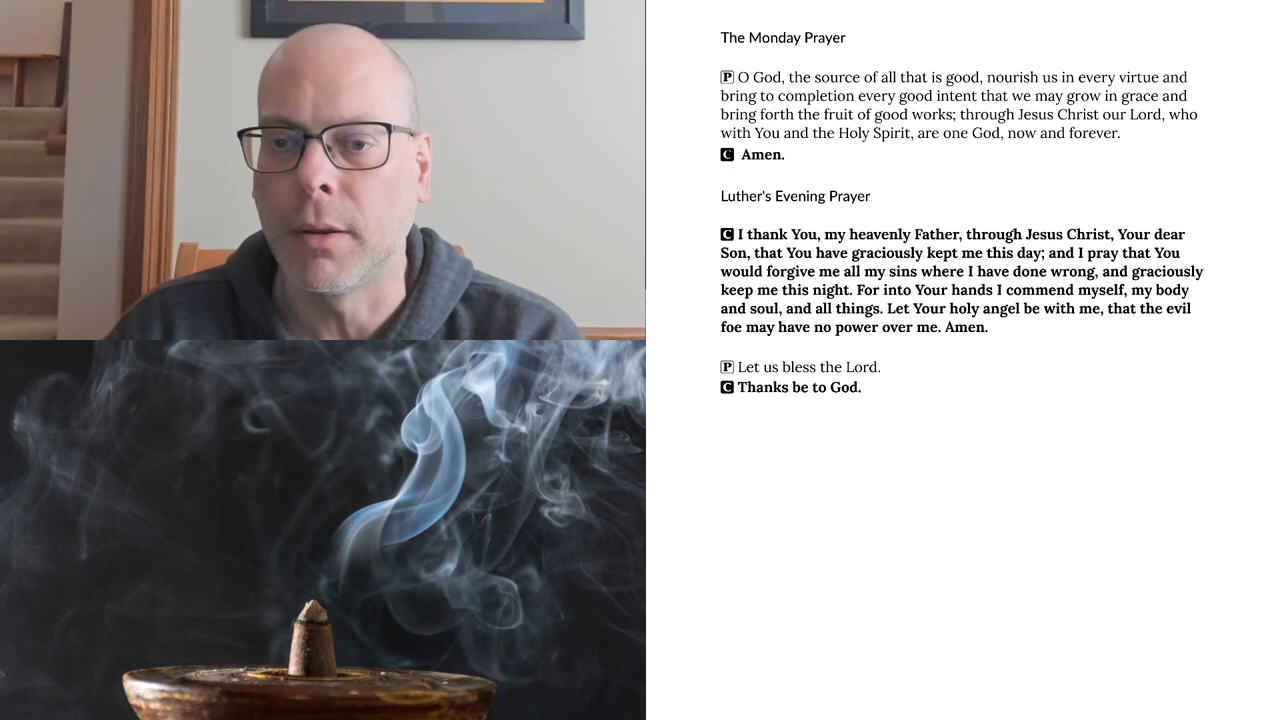 The Monday Prayer
P O God, the source of all that is good, nourish us in every virtue and
bring to completion every good intent that we may grow in grace and
bring forth the fruit of good works; through Jesus Christ our Lord, who
with You and the Holy Spirit, are one God, now and forever.
C Amen.
Luther's Evening Prayer
C I thank You, my heavenly Father, through Jesus Christ, Your dear
Son, that You have graciously kept me this day; and I pray that You
would forgive me all my sins where I have done wrong, and graciously
keep me this night. For into Your hands I commend myself, my body
and soul, and all things. Let Your holy angel be with me, that the evil
foe may have no power over me. Amen.
P Let us bless the Lord.
C Thanks be to God.